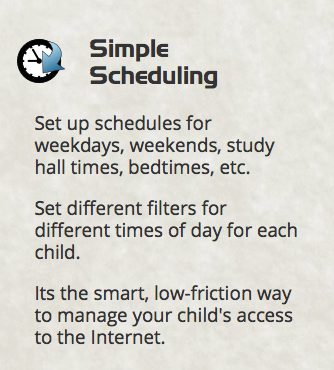 Simple
Scheduling
Set up schedules for
weekdays, weekends, study
hall times, bedtimes, etc.
Set different filters for
different times of day for each
child.
Its the smart, low-friction way
to manage your child's access
to the Internet.